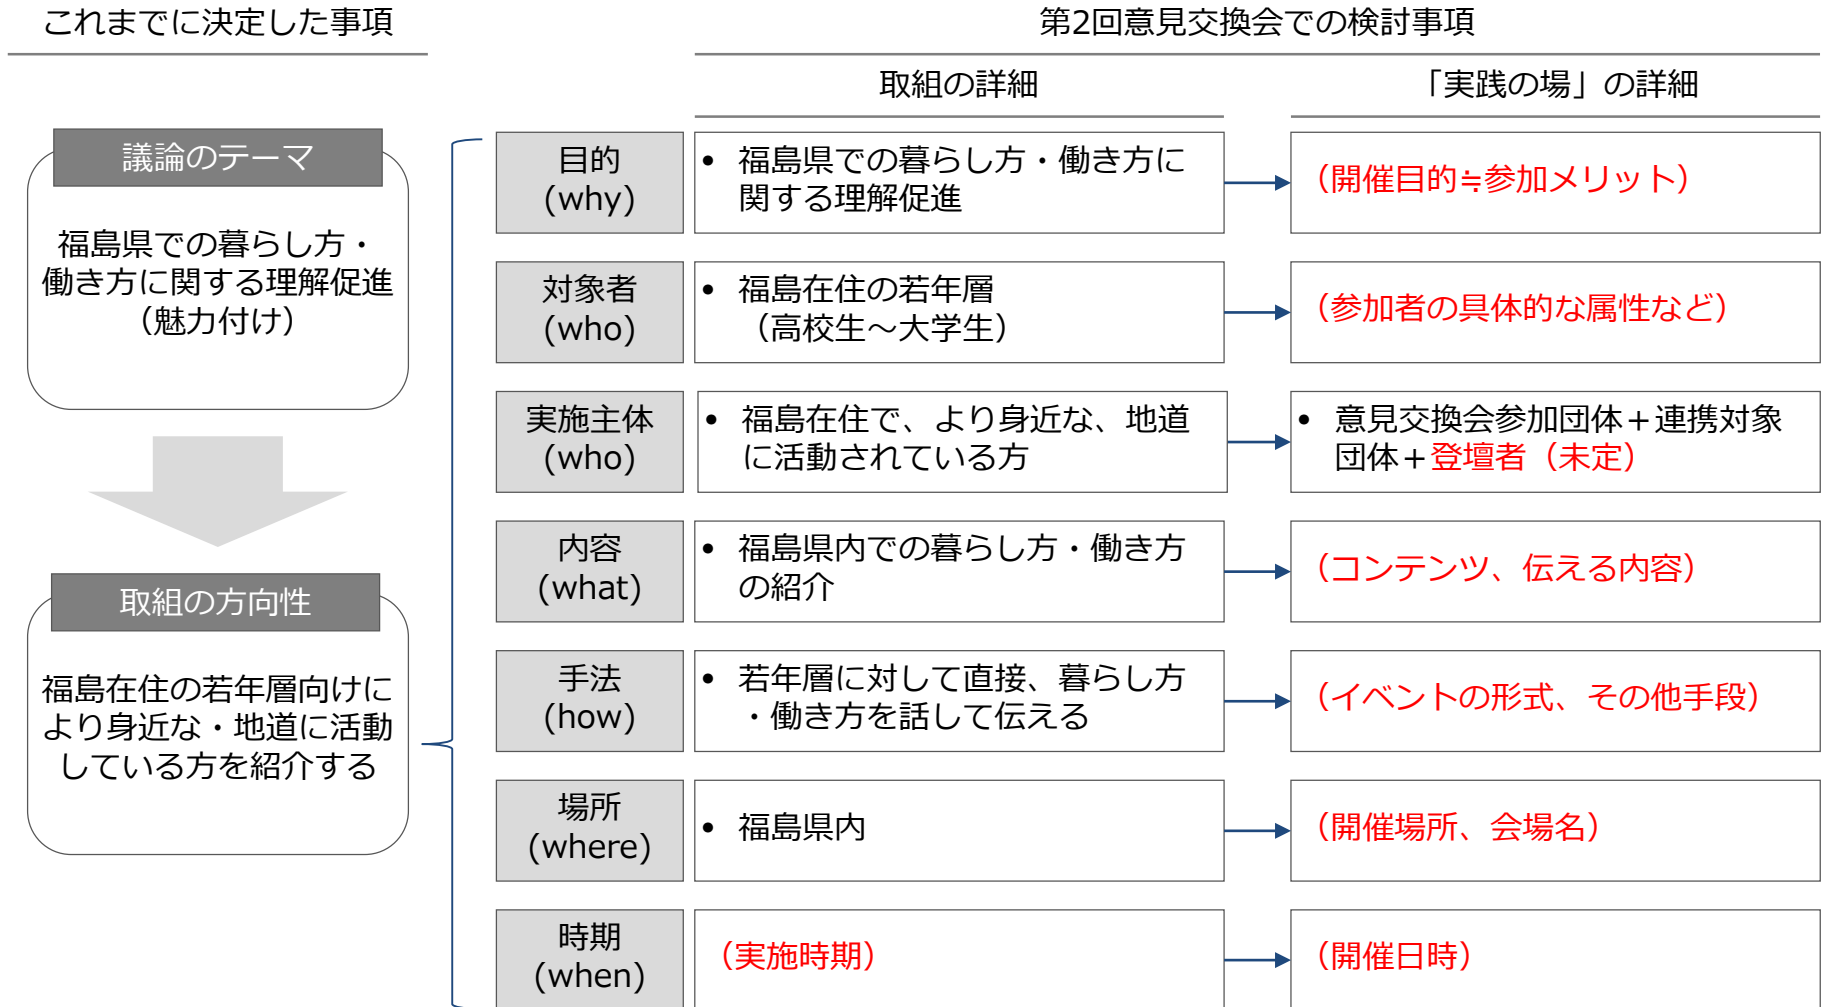 これまでに決定した事項
第2回意見交換会での検討事項
取組の詳細
「実践の場」の詳細
議論のテーマ
福島県での暮らし方・
働き方に関する理解促進
（魅力付け）
取組の方向性
福島在住の若年層向けに
より身近な・地道に活動
している方を紹介する
目的
(why)
• 福島県での暮らし方・働き方に
関する理解促進
（開催目的≒参加メリット）
対象者
(who)
• 福島在住の若年層
（高校生～大学生）
（参加者の具体的な属性など）
実施主体
(who)
• 福島在住で、より身近な、地道
に活動されている方
• 意見交換会参加団体＋連携対象
団体＋登壇者（未定）
内容
(what)
• 福島県内での暮らし方・働き方
の紹介
（コンテンツ、伝える内容）
手法
(how)
• 若年層に対して直接、暮らし方
・働き方を話して伝える
（イベントの形式、その他手段）
場所
(where)
• 福島県内
（開催場所、会場名）
時期
(when)
（実施時期）
（開催日時）